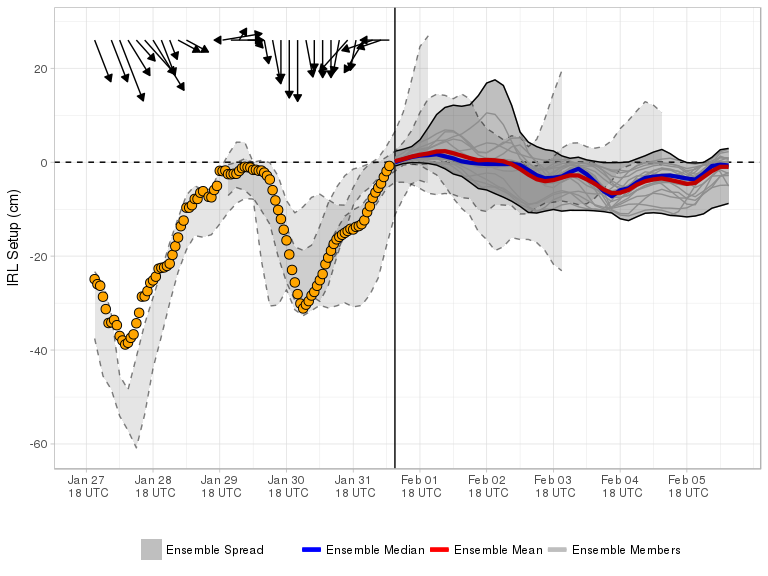 20
0
-20
-40
-60
IRL Setup (cm)
Jan 27 Jan 28 Jan 29 Jan 30 Jan 31 Feb 01 Feb 02 Feb 03 Feb 04 Feb 05
18 UTC 18 UTC 18 UTC 18 UTC 18 UTC 18 UTC 18 UTC 18 UTC 18 UTC 18 UTC
Ensemble Spread Ensemble Median Ensemble Mean Ensemble Members